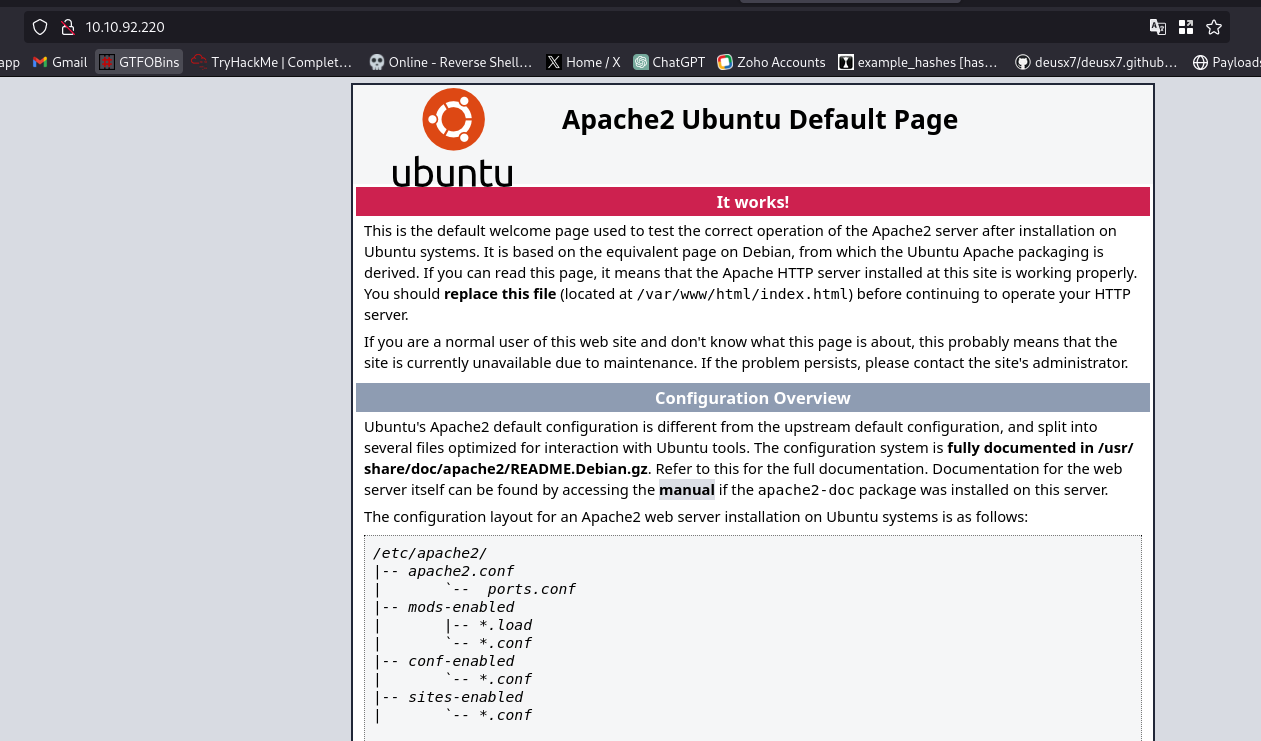 10.10.92.220
app Gmail GTFOBins TryHackMe | Complet… Online - Reverse Shell… Home / X ChatGPT Zoho Accounts example_hashes [has… deusx7/deusx7.github… Payloads
ubuntu
Apache2 Ubuntu Default Page
It works!
This is the default welcome page used to test the correct operation of the Apache2 server after installation on
Ubuntu systems. It is based on the equivalent page on Debian, from which the Ubuntu Apache packaging is
derived. If you can read this page, it means that the Apache HTTP server installed at this site is working properly.
You should replace this file (located at /var/www/html/index.html) before continuing to operate your HTTP
server.
If you are a normal user of this web site and don't know what this page is about, this probably means that the
site is currently unavailable due to maintenance. If the problem persists, please contact the site's administrator.
Configuration Overview
Ubuntu's Apache2 default configuration is different from the upstream default configuration, and split into
several files optimized for interaction with Ubuntu tools. The configuration system is fully documented in /usr/
share/doc/apache2/README.Debian.gz. Refer to this for the full documentation. Documentation for the web
server itself can be found by accessing the manual if the apache2-doc package was installed on this server.
The configuration layout for an Apache2 web server installation on Ubuntu systems is as follows:
/etc/apache2/
|-- apache2.conf
|       `--  ports.conf
|-- mods-enabled
|       |-- *.load
|       `-- *.conf
|-- conf-enabled
|       `-- *.conf
|-- sites-enabled
|       `-- *.conf